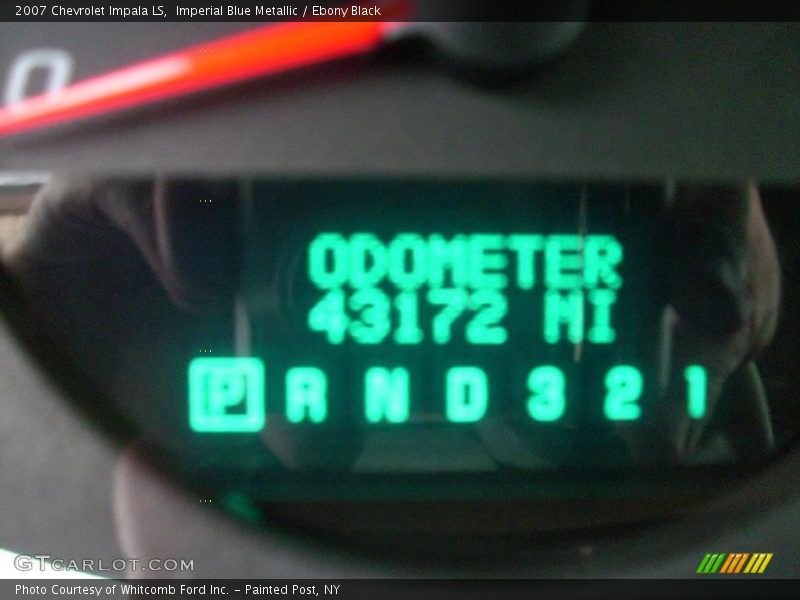 2007 Chevrolet Impala LS,  Imperial Blue Metallic / Ebony Black
0
ODOMETER
43172 MI
P R N D 3 2 1
GTCARLOT.COM
Photo Courtesy of Whitcomb Ford Inc. - Painted Post, NY